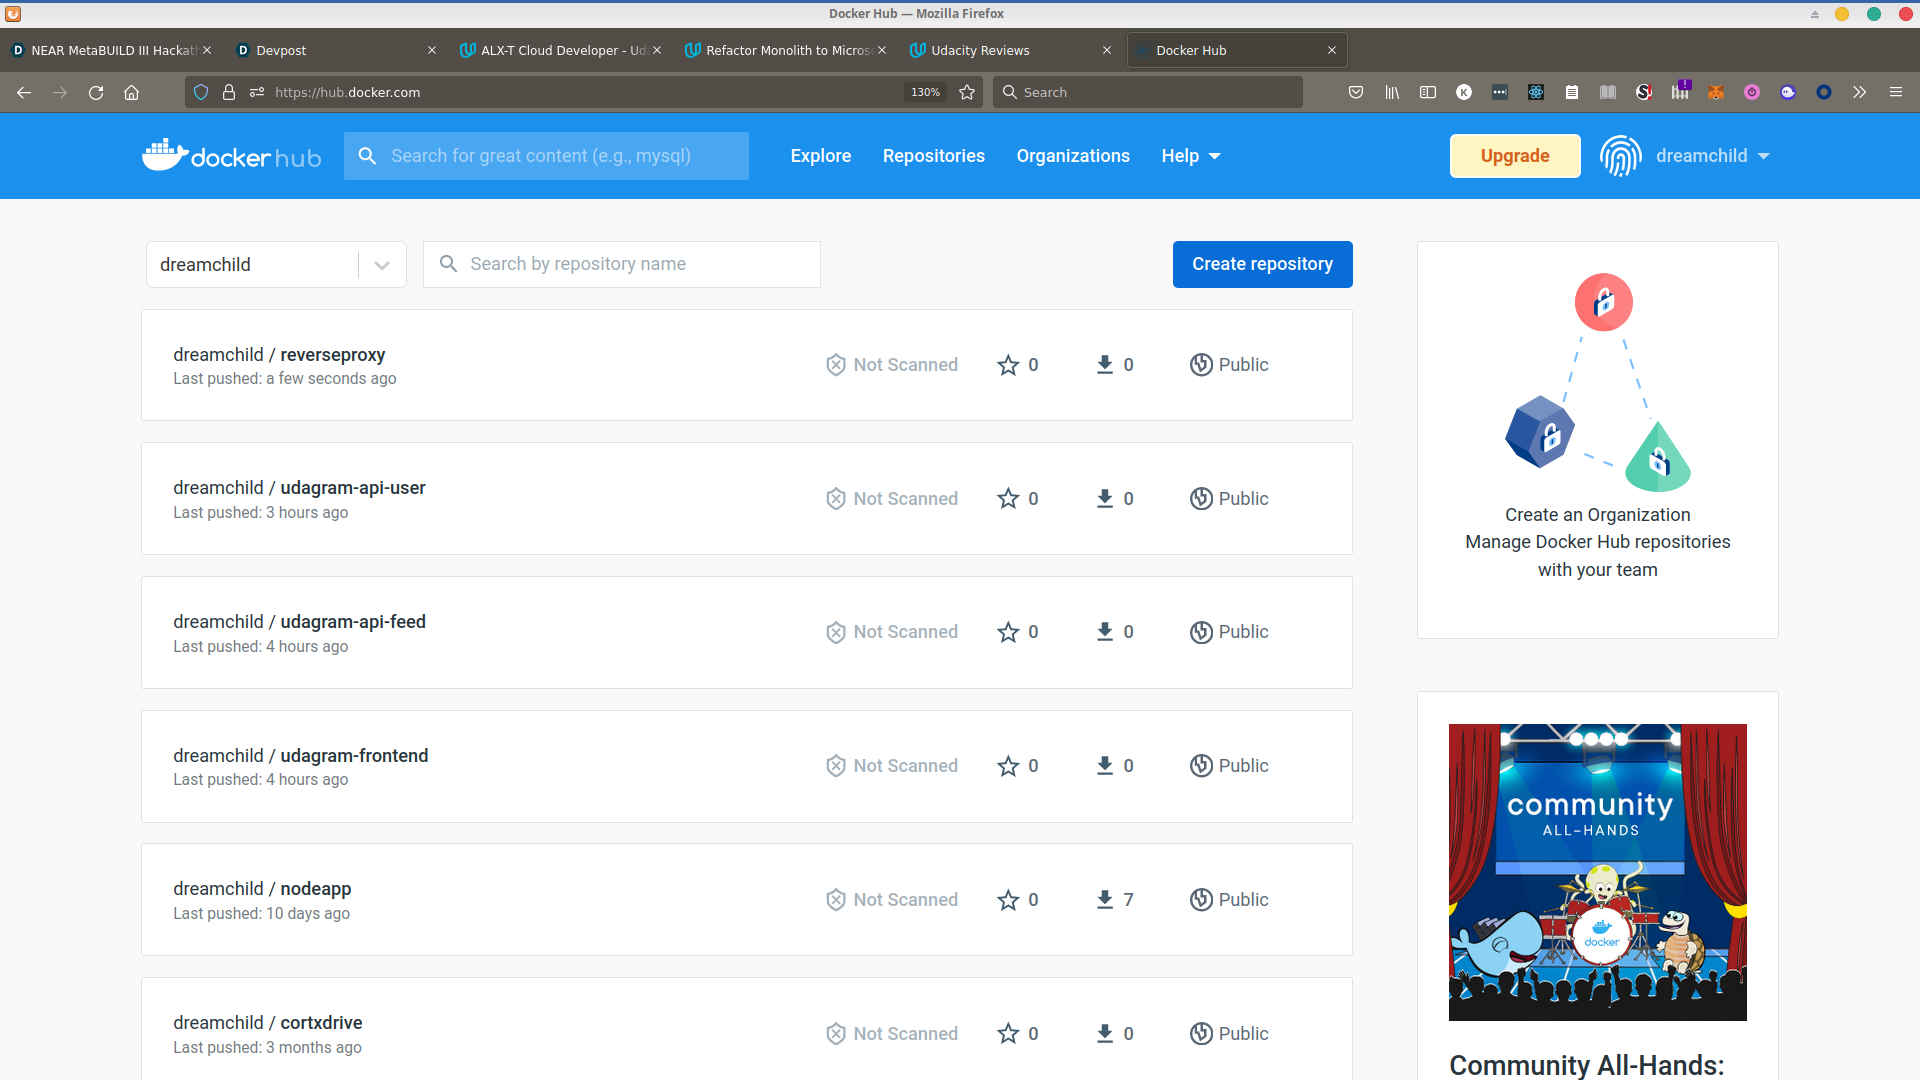 Docker Hub — Mozilla Firefox
NEAR MetaBUILD III Hackat
Devpost
ALX-T Cloud Developer - Ud
Refactor Monolith to Micros
Udacity Reviews
Docker Hub
https://hub.docker.com
130%
Search
docker hub
Search for great content (e.g., mysql)
Explore
Repositories
Organizations
Help
Upgrade
dreamchild
dreamchild
Search by repository name
Create repository
dreamchild / reverseproxy
Last pushed: a few seconds ago
Not Scanned
0
0
Public
dreamchild / udagram-api-user
Last pushed: 3 hours ago
Not Scanned
0
0
Public
dreamchild / udagram-api-feed
Last pushed: 4 hours ago
Not Scanned
0
0
Public
dreamchild / udagram-frontend
Last pushed: 4 hours ago
Not Scanned
0
0
Public
dreamchild / nodeapp
Last pushed: 10 days ago
Not Scanned
0
7
Public
dreamchild / cortxdrive
Last pushed: 3 months ago
Not Scanned
0
0
Public
Create an Organization
Manage Docker Hub repositories
with your team
community
ALL-HANDS
docker
Community All-Hands: